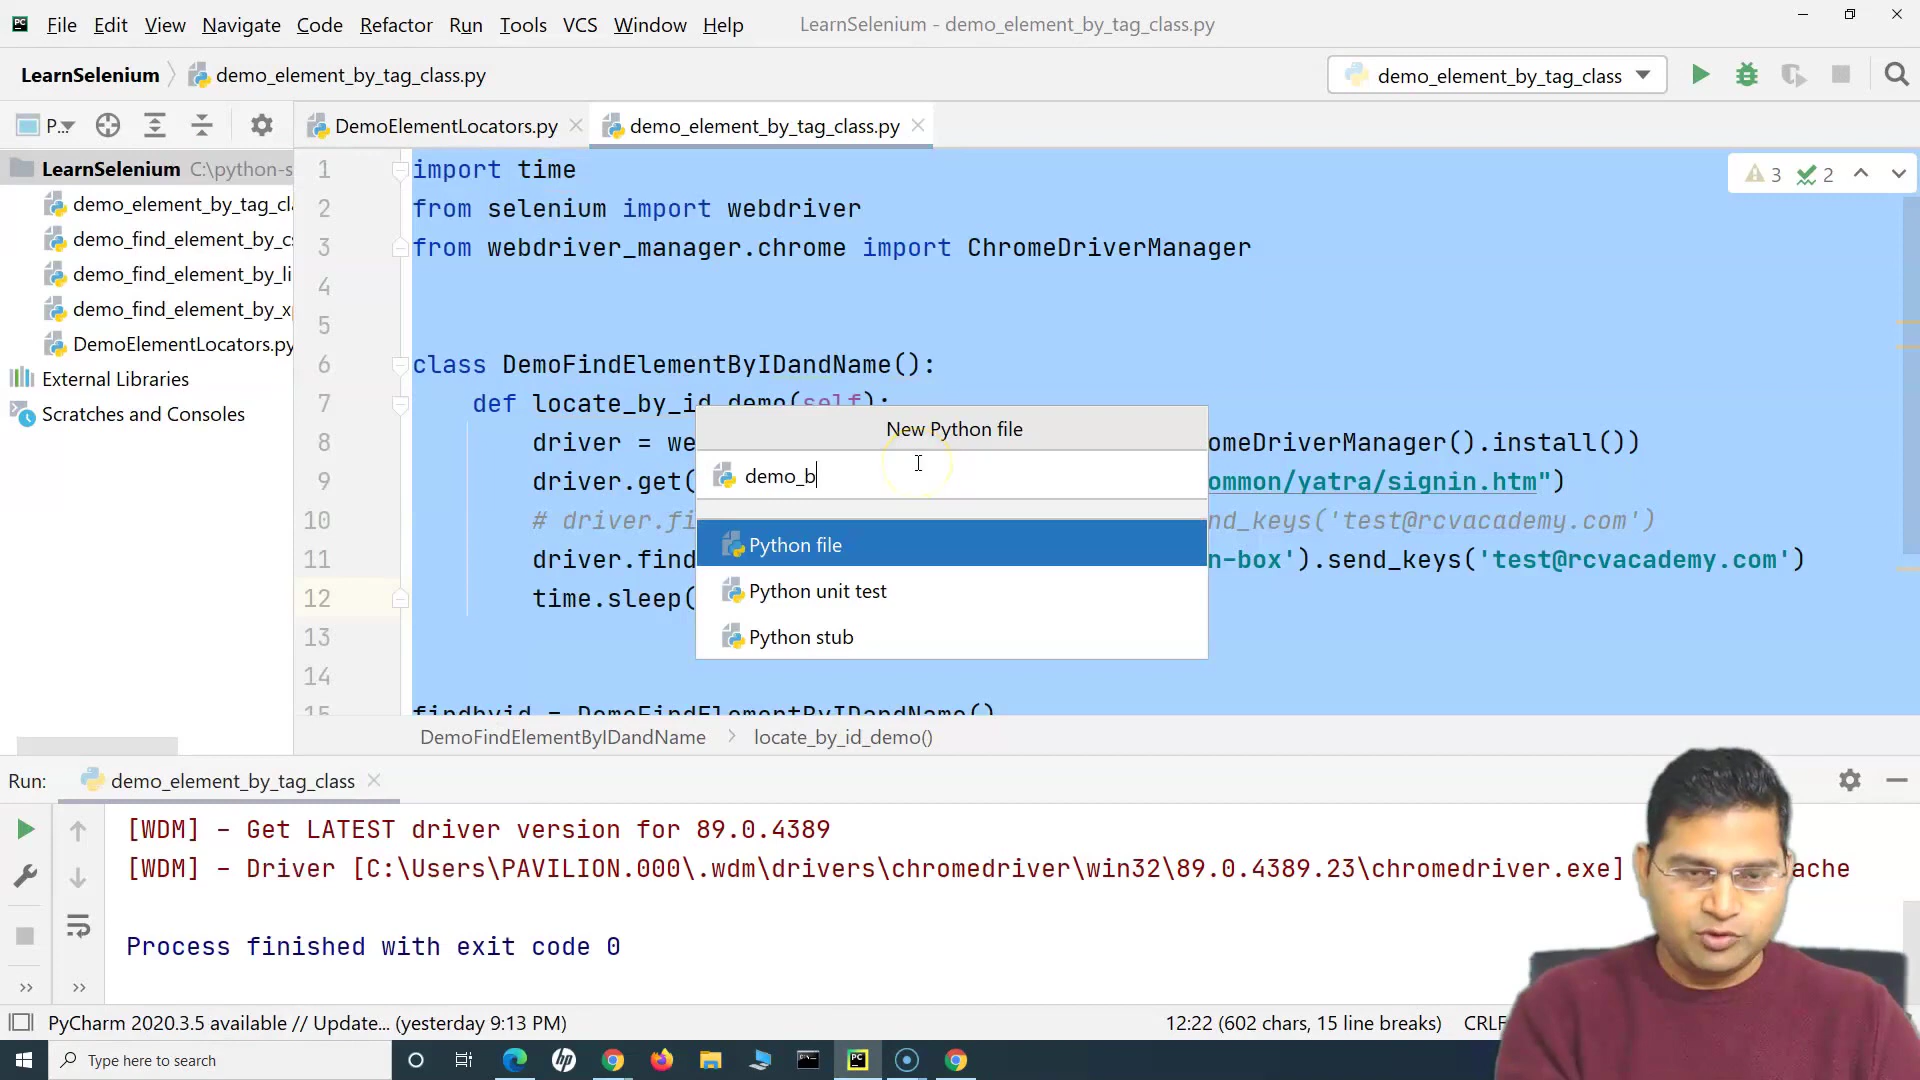 File Edit View Navigate Code Refactor Run Tools VCS Window Help LearnSelenium - demo_element_by_tag_class.py
LearnSelenium demo_element_by_tag_class.py demo_element_by_tag_class
P... DemoElementLocators.py demo_element_by_tag_class.py
LearnSelenium C:\python-s
demo_element_by_tag_cl
demo_find_element_by_c
demo_find_element_by_li
demo_find_element_by_x
DemoElementLocators.py
External Libraries
Scratches and Consoles
3 2
1 import time
2 from selenium import webdriver
3 from webdriver_manager.chrome import ChromeDriverManager
4
5
6 class DemoFindElementByIDandName():
7 def locate_by_id_demo(self):
8 driver = we omeDriverManager().install())
9 driver.get( ommon/yatra/signin.htm")
10 # driver.fi nd_keys('test@rcvacademy.com')
11 driver.find n-box').send_keys('test@rcvacademy.com')
12 time.sleep(
13
14
15 findbyid = DemoFindElementByIDandName()
New Python file
demo_b
Python file
Python unit test
Python stub
DemoFindElementByIDandName > locate_by_id_demo()
Run: demo_element_by_tag_class
[WDM] - Get LATEST driver version for 89.0.4389
[WDM] - Driver [C:\Users\PAVILION.000\.wdm\drivers\chromedriver\win32\89.0.4389.23\chromedriver.exe] ache
Process finished with exit code 0
PyCharm 2020.3.5 available // Update... (yesterday 9:13 PM) 12:22 (602 chars, 15 line breaks) CRLF
Type here to search